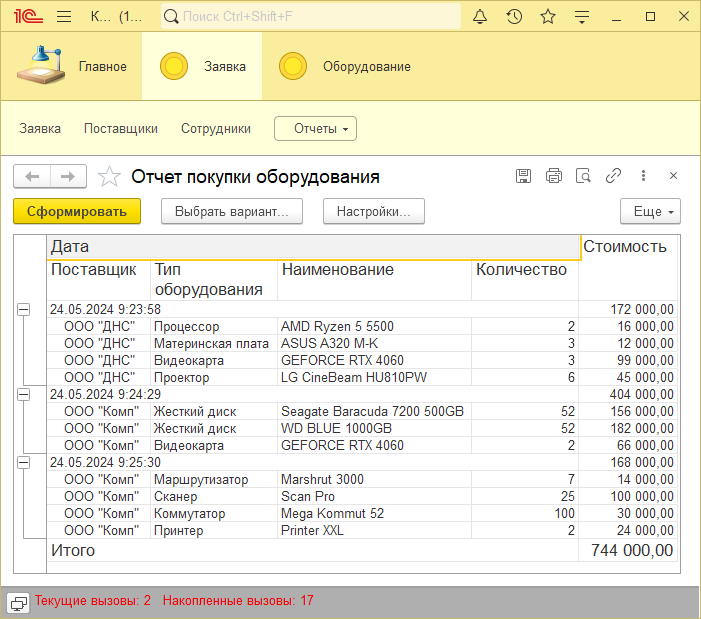 1С К... (1... Поиск Ctrl+Shift+F
Главное Заявка Оборудование
Заявка Поставщики Сотрудники Отчеты
Отчет покупки оборудования
Сформировать Выбрать вариант... Настройки... Еще
Дата Стоимость
Поставщик Тип оборудования Наименование Количество
24.05.2024 9:23:58 172 000,00
ООО "ДНС" Процессор AMD Ryzen 5 5500 2 16 000,00
ООО "ДНС" Материнская плата ASUS A320 M-K 3 12 000,00
ООО "ДНС" Видеокарта GEFORCE RTX 4060 3 99 000,00
ООО "ДНС" Проектор LG CineBeam HU810PW 6 45 000,00
24.05.2024 9:24:29 404 000,00
ООО "Комп" Жесткий диск Seagate Baracuda 7200 500GB 52 156 000,00
ООО "Комп" Жесткий диск WD BLUE 1000GB 52 182 000,00
ООО "Комп" Видеокарта GEFORCE RTX 4060 2 66 000,00
24.05.2024 9:25:30 168 000,00
ООО "Комп" Маршрутизатор Marshrut 3000 7 14 000,00
ООО "Комп" Сканер Scan Pro 25 100 000,00
ООО "Комп" Коммутатор Mega Kommut 52 100 30 000,00
ООО "Комп" Принтер Printer XXL 2 24 000,00
Итого 744 000,00
Текущие вызовы: 2 Накопленные вызовы: 17